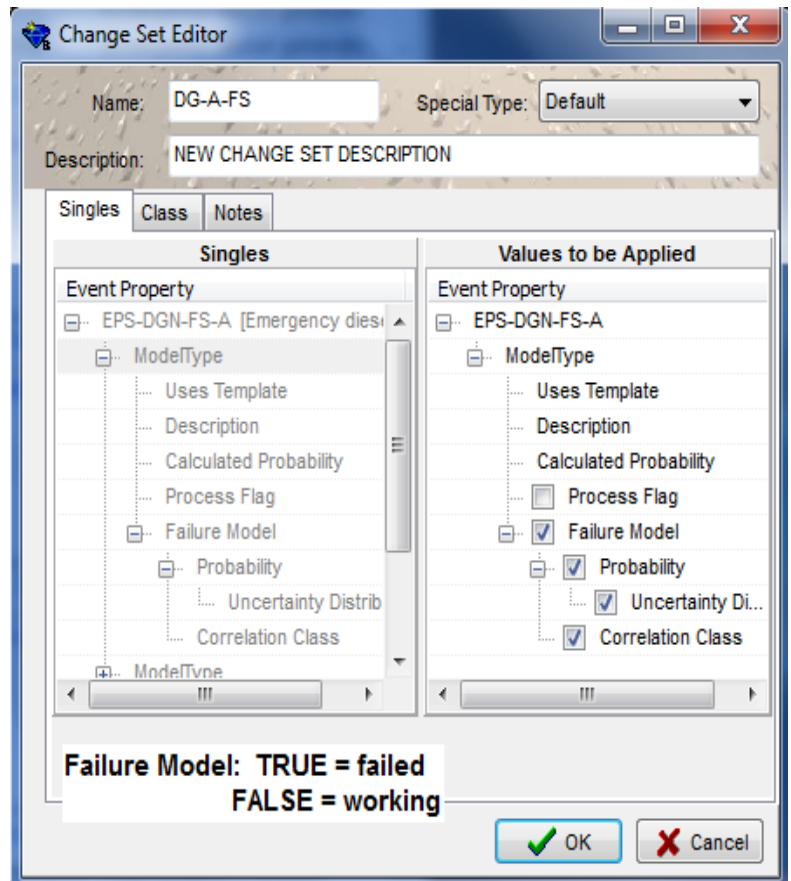 Change Set Editor
Name: DG-A-FS Special Type: Default
Description: NEW CHANGE SET DESCRIPTION
Singles Class Notes
Singles
Event Property
EPS-DGN-FS-A [Emergency dies
ModelType
Uses Template
Description
Calculated Probability
Process Flag
Failure Model
Probability
Uncertainty Distrib
Correlation Class
ModelType
Values to be Applied
Event Property
EPS-DGN-FS-A
ModelType
Uses Template
Description
Calculated Probability
Process Flag
Failure Model
Probability
Uncertainty Di...
Correlation Class
Failure Model: TRUE = failed
FALSE = working
OK Cancel